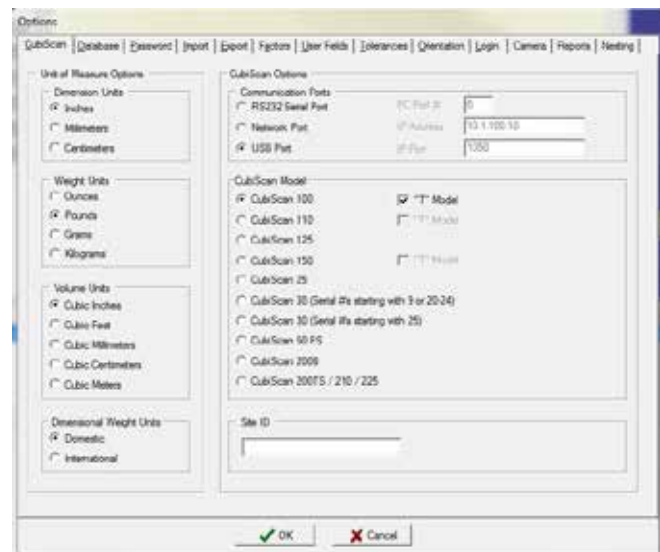 Options
CubiScan Database Password Import Export Factors User Fields Tolerances Orientation Login Camera Reports Nesting
Unit of Measure Options
Dimension Units
Inches
Millimeters
Centimeters
Weight Units
Ounces
Pounds
Grams
Kilograms
Volume Units
Cubic Inches
Cubic Feet
Cubic Millimeters
Cubic Centimeters
Cubic Meters
Dimensional Weight Units
Domestic
International
CubiScan Options
Communication Ports
RS232 Serial Port PC Port #
Network Port IP Address 10.1.100.10
USB Port IP Port 1050
CubiScan Model
CubiScan 100 "T" Model
CubiScan 110 "T" Model
CubiScan 125
CubiScan 150 "T" Model
CubiScan 25
CubiScan 30 (Serial #'s starting with 9 or 20-24)
CubiScan 30 (Serial #'s starting with 25)
CubiScan 50 PS
CubiScan 200TS / 210 / 225
Site ID
OK Cancel